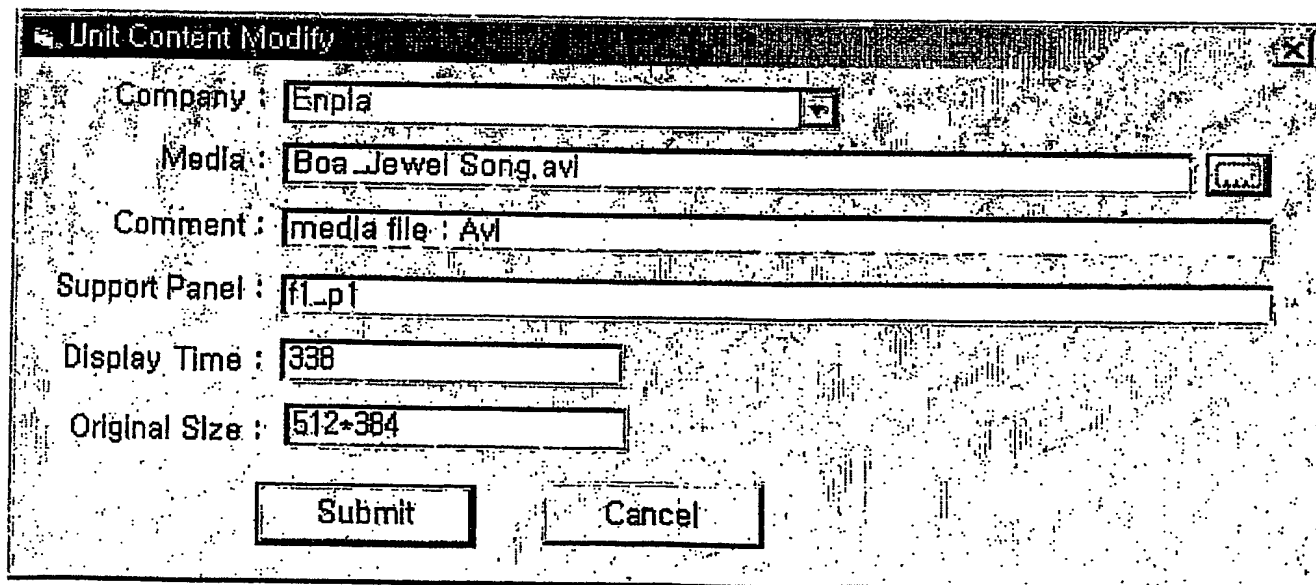 Unit Content Modify
Company : Enpla
Media : Boa_Jewel Song.avi
Comment : media file : Avi
Support Panel : f1_p1
Display Time : 338
Original Size : 512*384
Submit Cancel